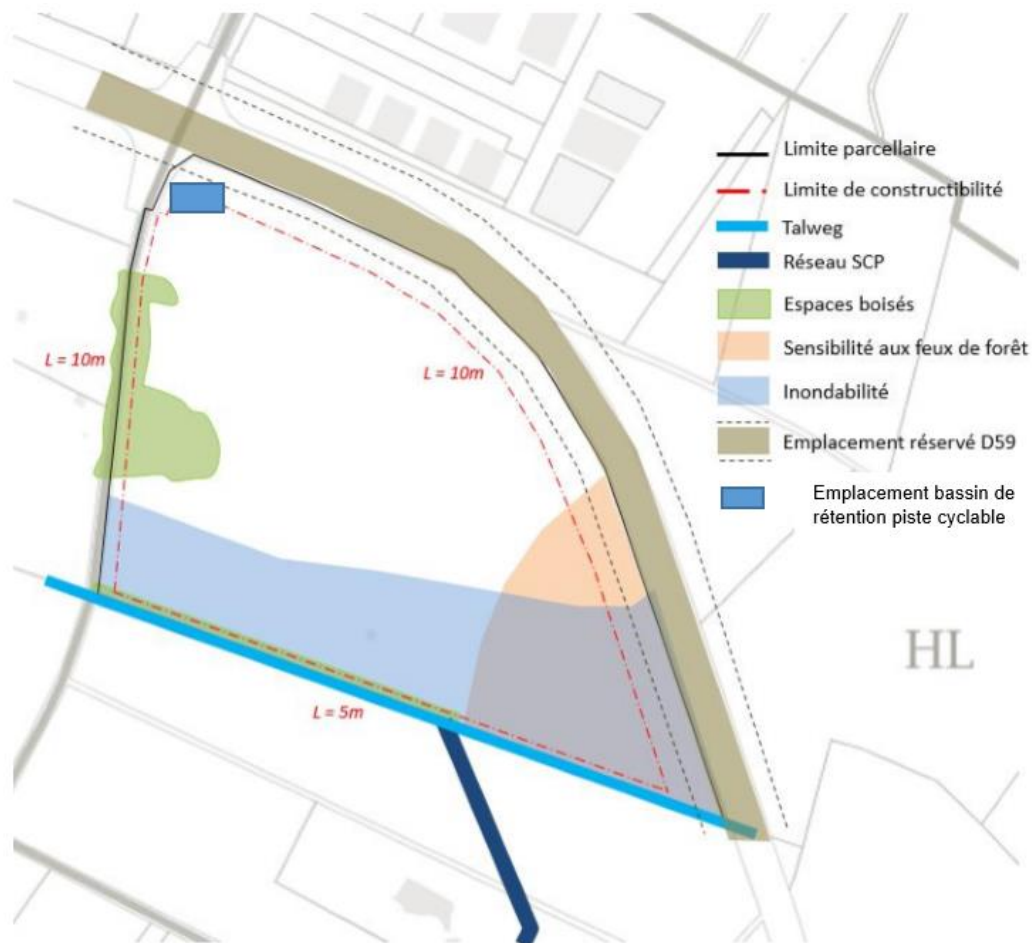 Limite parcellaire
Limite de constructibilité
Talweg
Réseau SCP
Espaces boisés
Sensibilité aux feux de forêt
Inondabilité
Emplacement réservé D59
Emplacement bassin de
rétention piste cyclable
L = 10m
L = 10m
L = 5m
HL